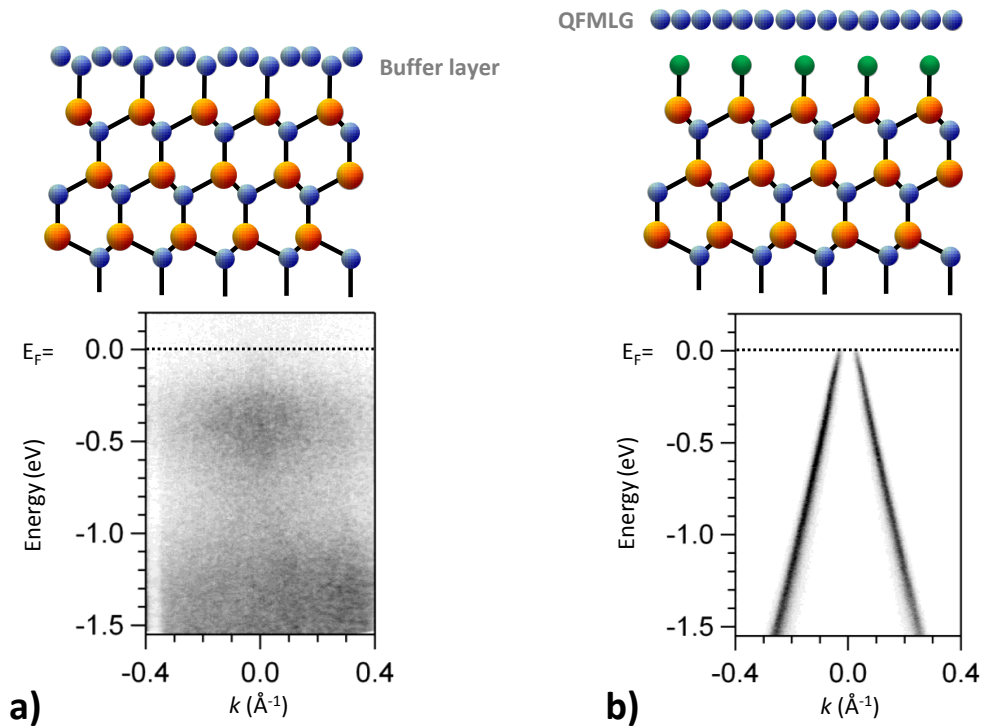 QFMLG
Buffer layer
E_F=
0.0
-0.5
-1.0
-1.5
Energy (eV)
-0.4
0.0
0.4
k (Å⁻¹)
a)
E_F=
0.0
-0.5
-1.0
-1.5
Energy (eV)
-0.4
0.0
0.4
k (Å⁻¹)
b)